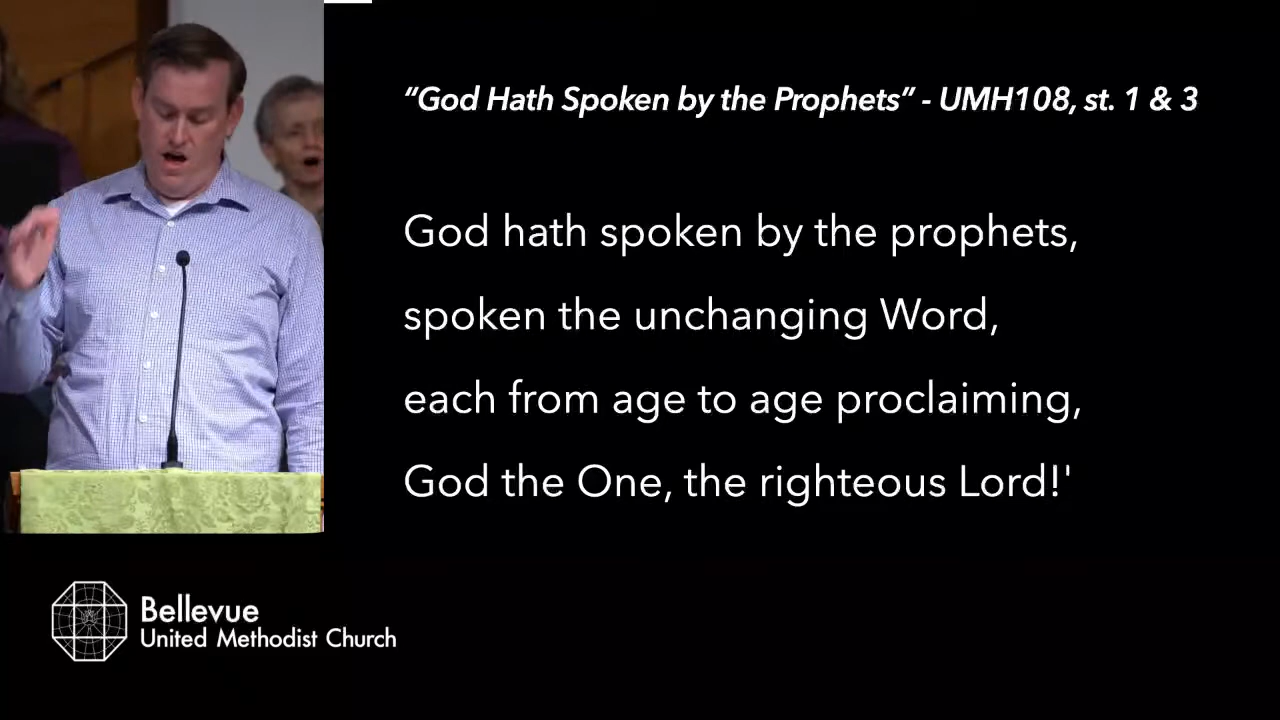 "God Hath Spoken by the Prophets" - UMH108, st. 1 & 3
God hath spoken by the prophets,
spoken the unchanging Word,
each from age to age proclaiming,
God the One, the righteous Lord!'
Bellevue
United Methodist Church